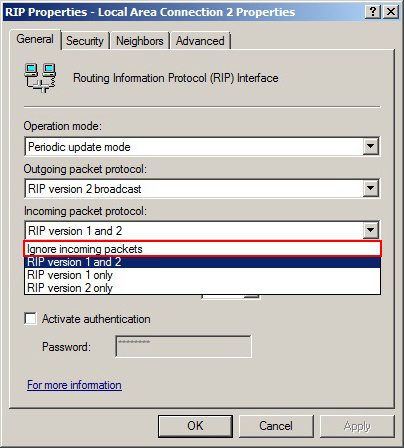 RIP Properties - Local Area Connection 2 Properties
General Security Neighbors Advanced
Routing Information Protocol (RIP) Interface
Operation mode:
Periodic update mode
Outgoing packet protocol:
RIP version 2 broadcast
Incoming packet protocol:
RIP version 1 and 2
Ignore incoming packets
RIP version 1 and 2
RIP version 1 only
RIP version 2 only
Activate authentication
Password: ********
For more information
OK Cancel Apply